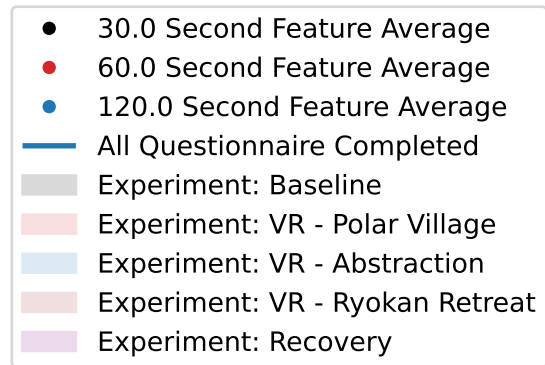 30.0 Second Feature Average
60.0 Second Feature Average
120.0 Second Feature Average
All Questionnaire Completed
Experiment: Baseline
Experiment: VR - Polar Village
Experiment: VR - Abstraction
Experiment: VR - Ryokan Retreat
Experiment: Recovery